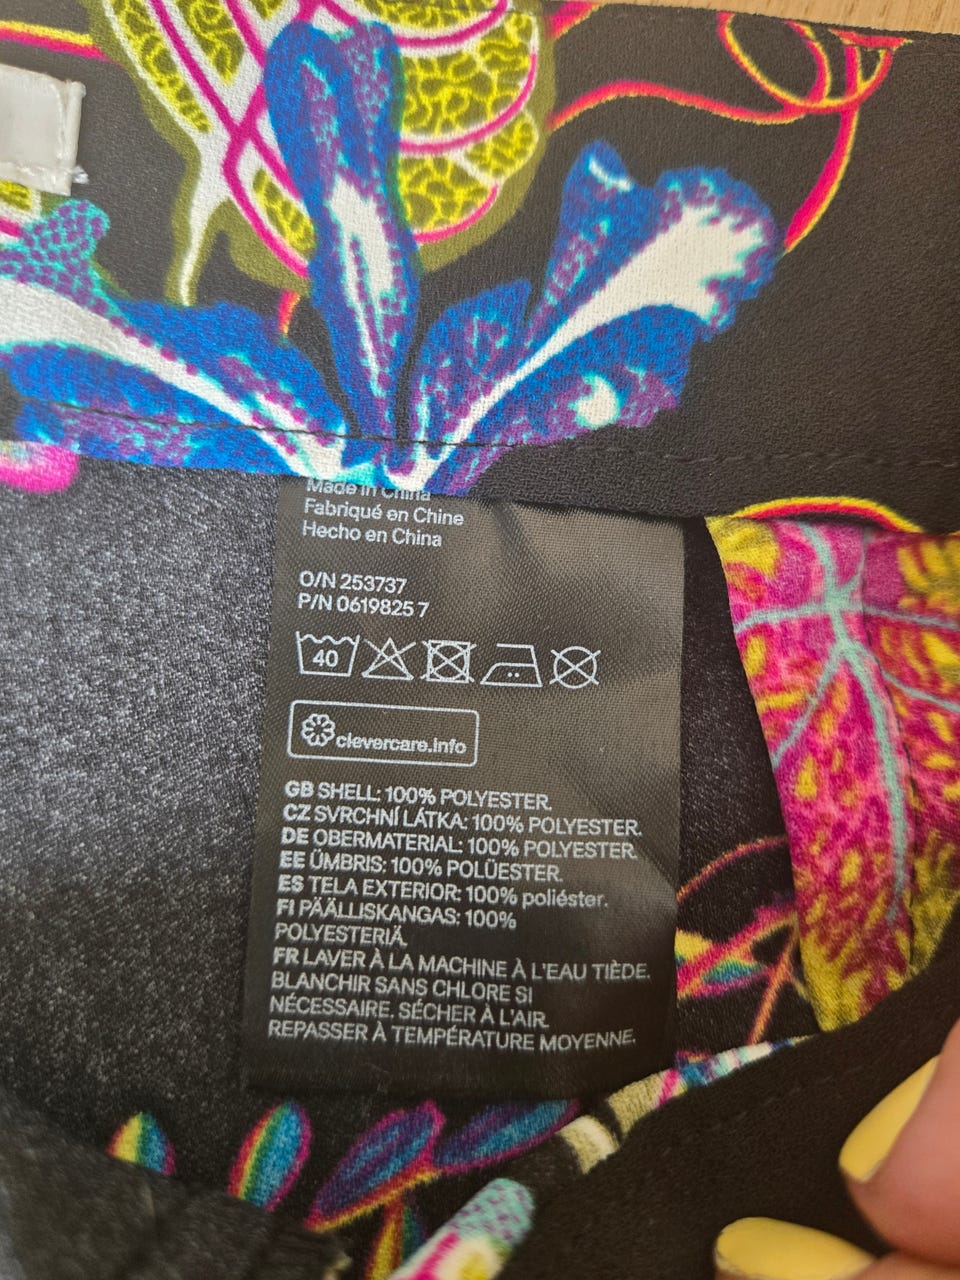 Made in China
Fabriqué en Chine
Hecho en China
O/N 253737
P/N 0619825 7
40
clevercare.info
GB SHELL: 100% POLYESTER.
CZ SVRCHNÍ LÁTKA: 100% POLYESTER.
DE OBERMATERIAL: 100% POLYESTER.
EE ÜMBRIS: 100% POLÜESTER.
ES TELA EXTERIOR: 100% poliéster.
FI PÄÄLLISKANGAS: 100%
POLYESTERIÄ.
FR LAVER À LA MACHINE À L'EAU TIÈDE.
BLANCHIR SANS CHLORE SI
NÉCESSAIRE. SÉCHER À L'AIR.
REPASSER À TEMPÉRATURE MOYENNE.